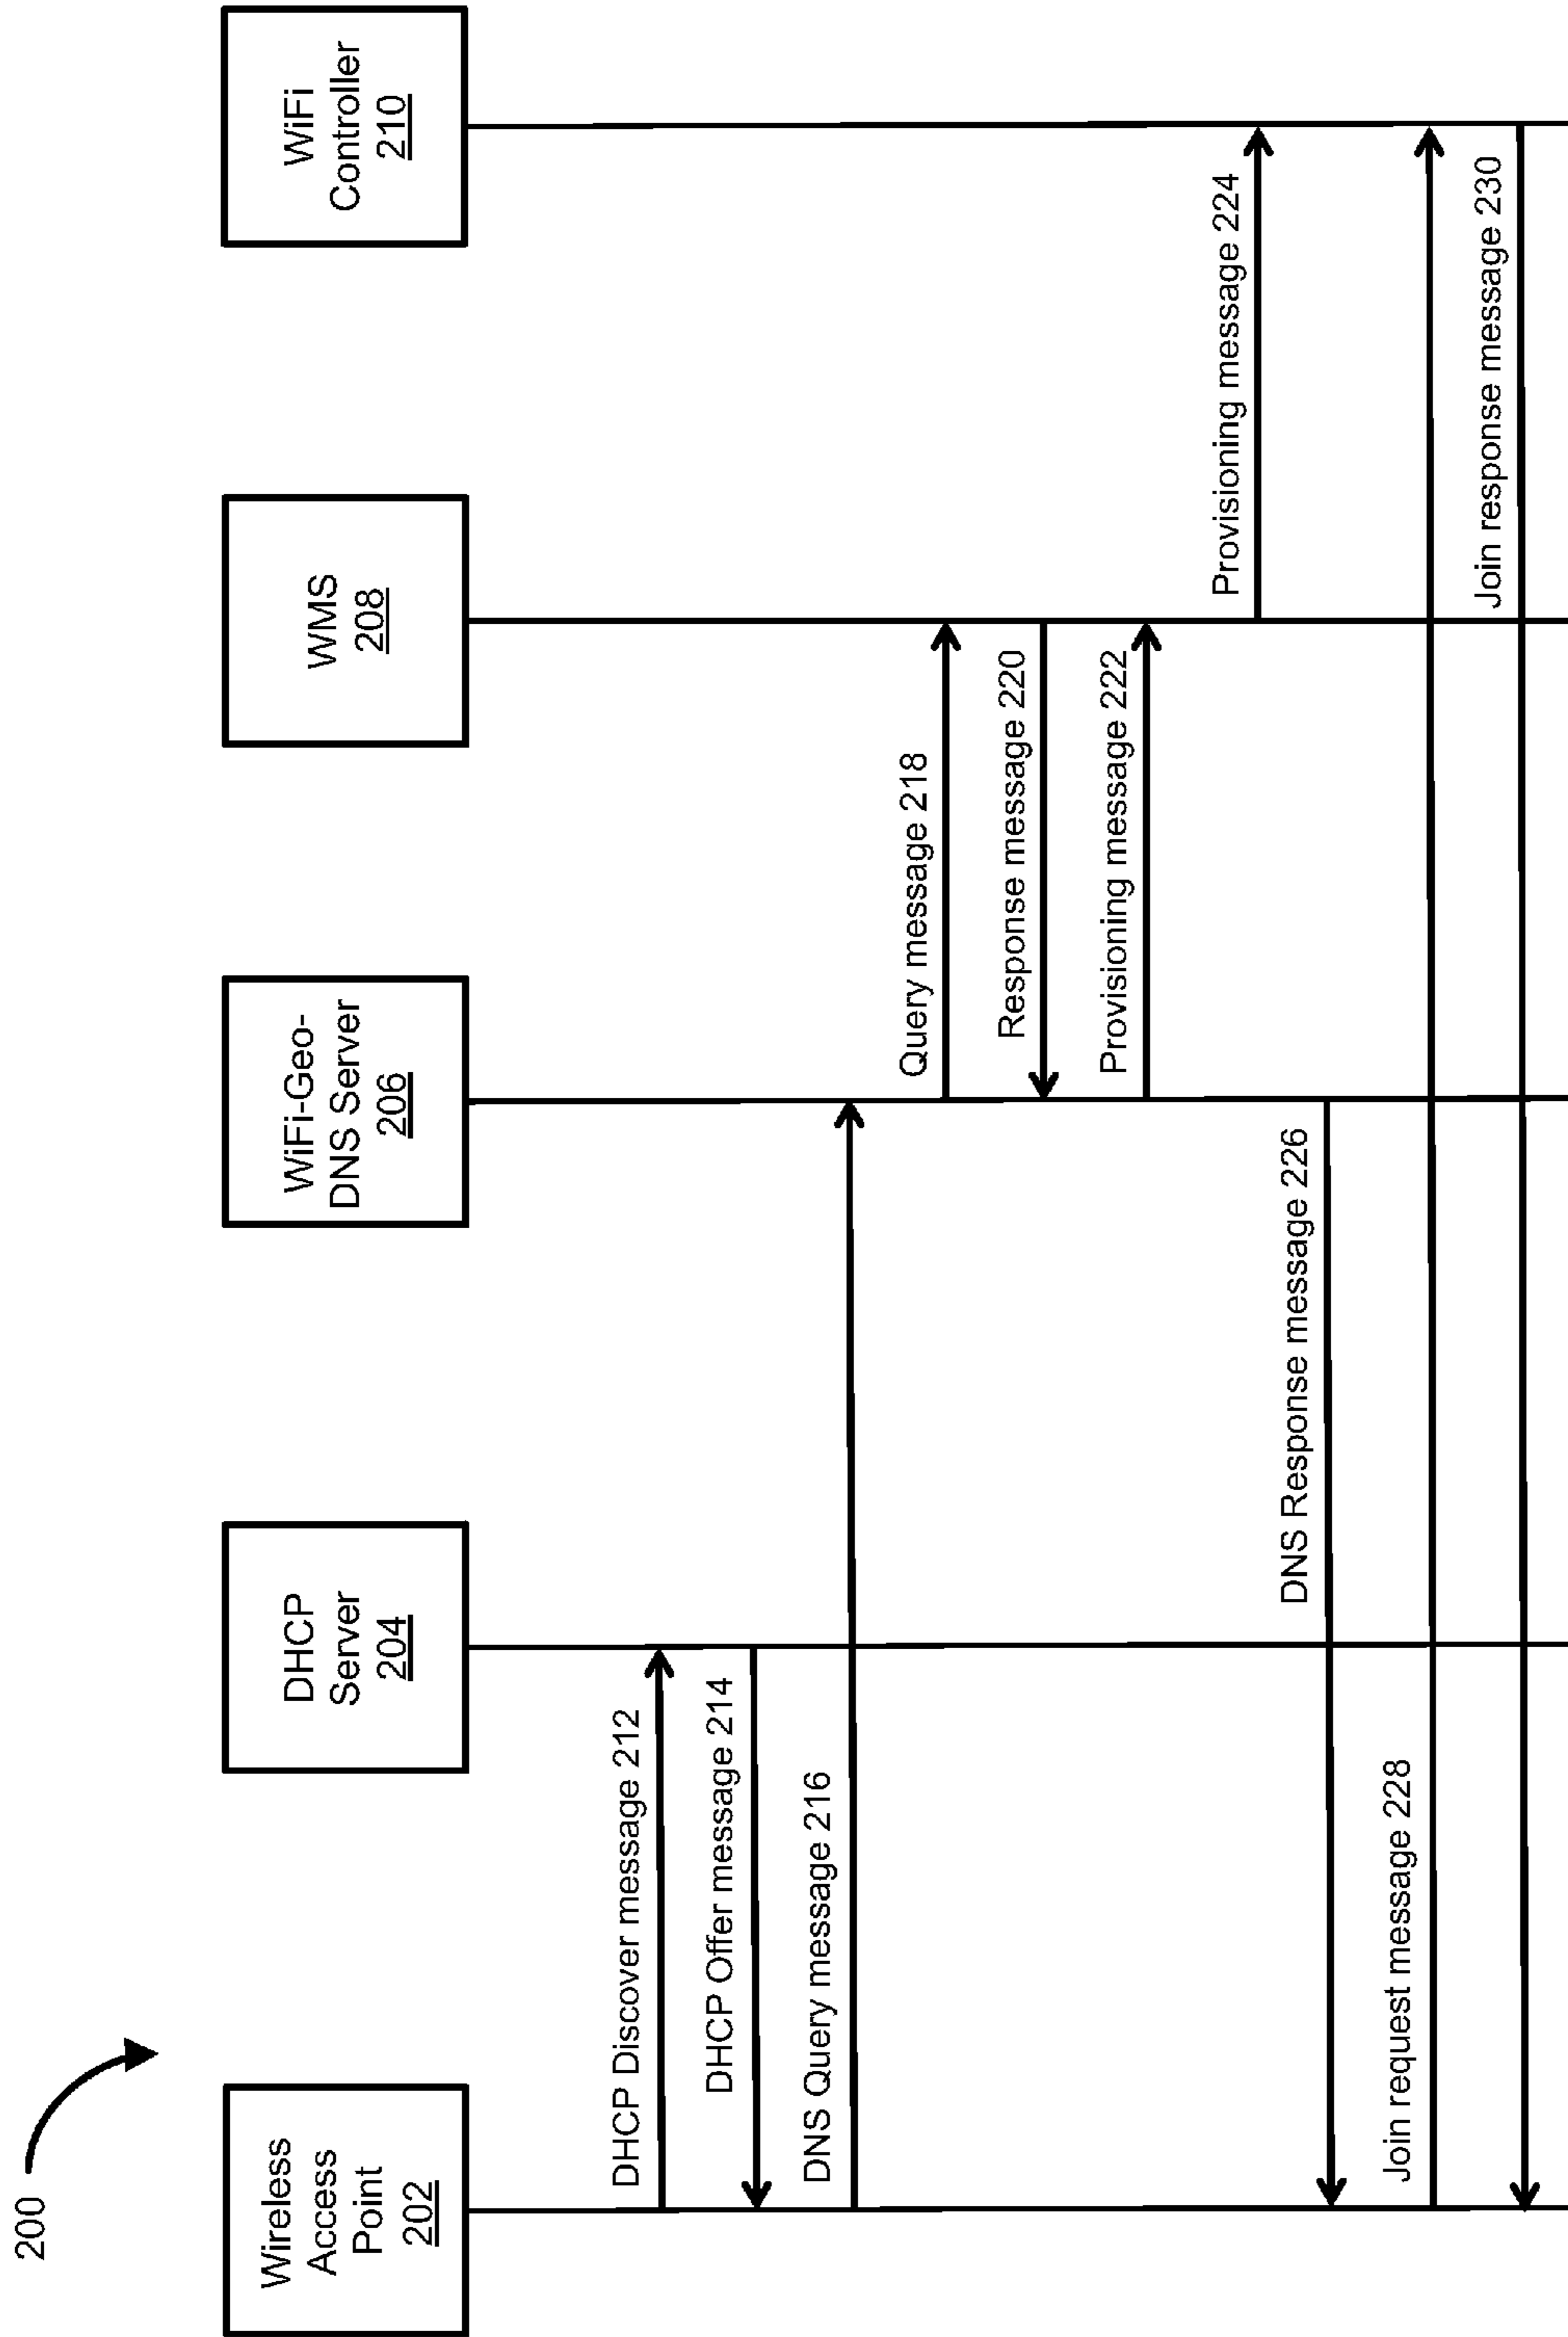 200
Wireless
Access
Point
202
DHCP
Server
204
WiFi-Geo-
DNS Server
206
WMS
208
WiFi
Controller
210
DHCP Discover message 212
DHCP Offer message 214
DNS Query message 216
Query message 218
Response message 220
Provisioning message 222
Provisioning message 224
DNS Response message 226
Join request message 228
Join response message 230